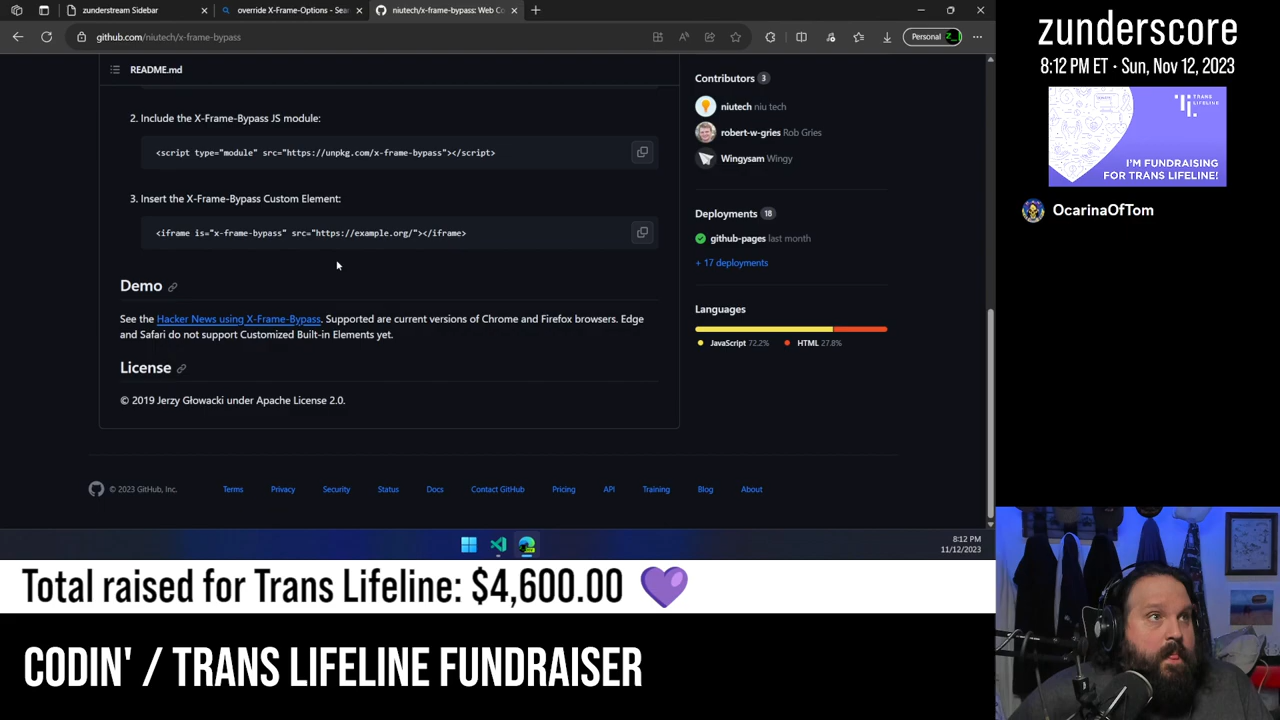 zunderstream Sidebar
override X-Frame-Options - Sea
niutech/x-frame-bypass: Web Co
github.com/niutech/x-frame-bypass
Personal
README.md
2. Include the X-Frame-Bypass JS module:
<script type="module" src="https://unpkg.com/x-frame-bypass"></script>
3. Insert the X-Frame-Bypass Custom Element:
<iframe is="x-frame-bypass" src="https://example.org/"></iframe>
Demo
See the Hacker News using X-Frame-Bypass. Supported are current versions of Chrome and Firefox browsers. Edge
and Safari do not support Customized Built-in Elements yet.
License
© 2019 Jerzy Głowacki under Apache License 2.0.
Contributors 3
niutech niu tech
robert-w-gries Rob Gries
Wingysam Wingy
Deployments 18
github-pages last month
+ 17 deployments
Languages
JavaScript 72.2% HTML 27.8%
© 2023 GitHub, Inc. Terms Privacy Security Status Docs Contact GitHub Pricing API Training Blog About
8:12 PM
11/12/2023
zunderscore
8:12 PM ET · Sun, Nov 12, 2023
TRANS
LIFELINE
I'M FUNDRAISING
FOR TRANS LIFELINE!
OcarinaOfTom
Total raised for Trans Lifeline: $4,600.00
CODIN' / TRANS LIFELINE FUNDRAISER